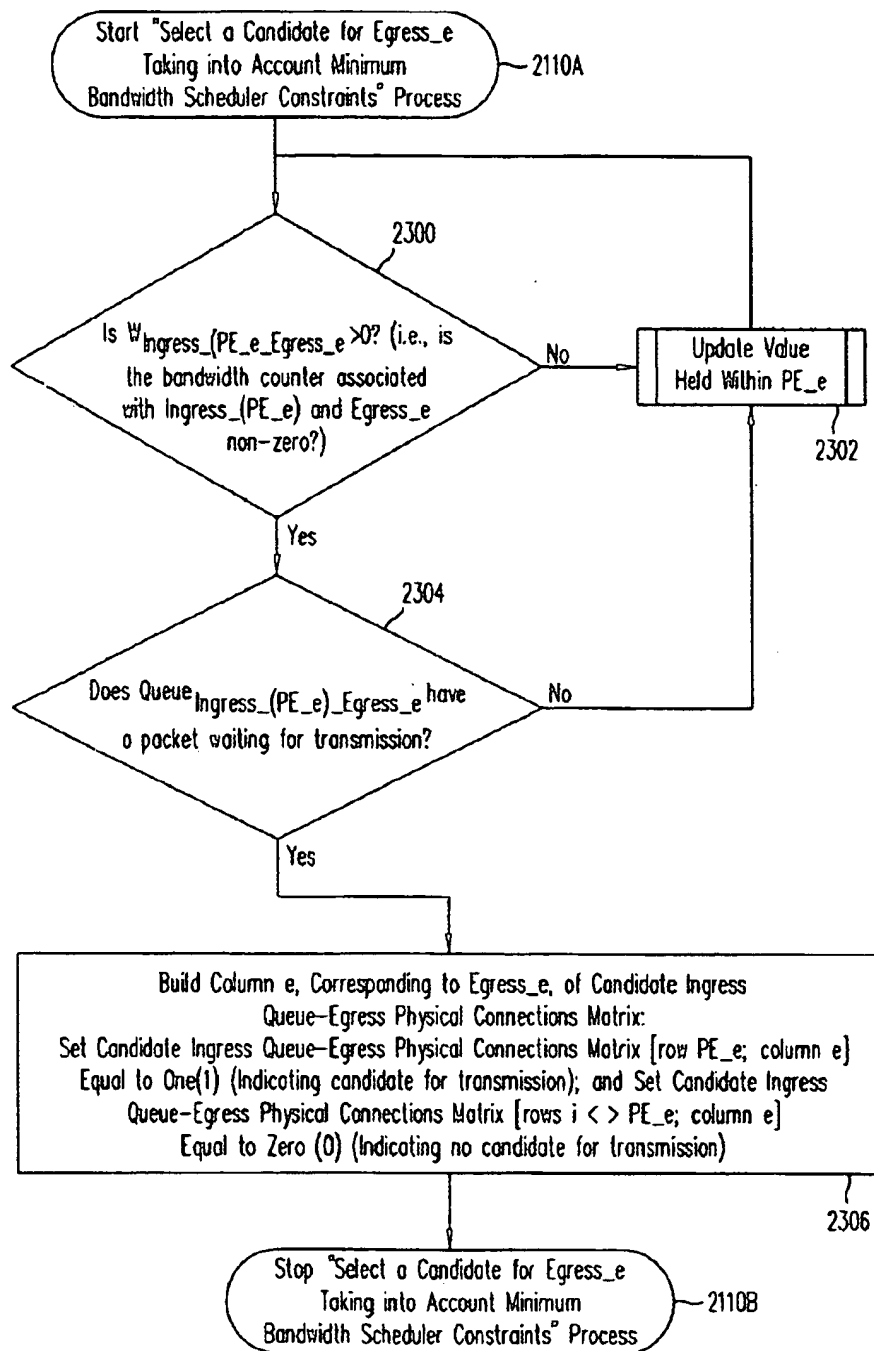 Start "Select a Candidate for Egress_e
Taking into Account Minimum
Bandwidth Scheduler Constraints" Process
2110A
2300
Is WIngress_(PE_e_Egress_e >0? (i.e., is
the bandwidth counter associated
with Ingress_(PE_e) and Egress_e
non-zero?)
No
Update Value
Held Within PE_e
2302
Yes
2304
Does QueueIngress_(PE_e)_Egress_e have
a packet waiting for transmission?
No
Yes
Build Column e, Corresponding to Egress_e, of Candidate Ingress
Queue-Egress Physical Connections Matrix:
Set Candidate Ingress Queue-Egress Physical Connections Matrix [row PE_e; column e]
Equal to One(1) (Indicating candidate for transmission); and Set Candidate Ingress
Queue-Egress Physical Connections Matrix [rows i < > PE_e; column e]
Equal to Zero (0) (Indicating no candidate for transmission)
2306
Stop "Select a Candidate for Egress_e
Taking into Account Minimum
Bandwidth Scheduler Constraints" Process
2110B